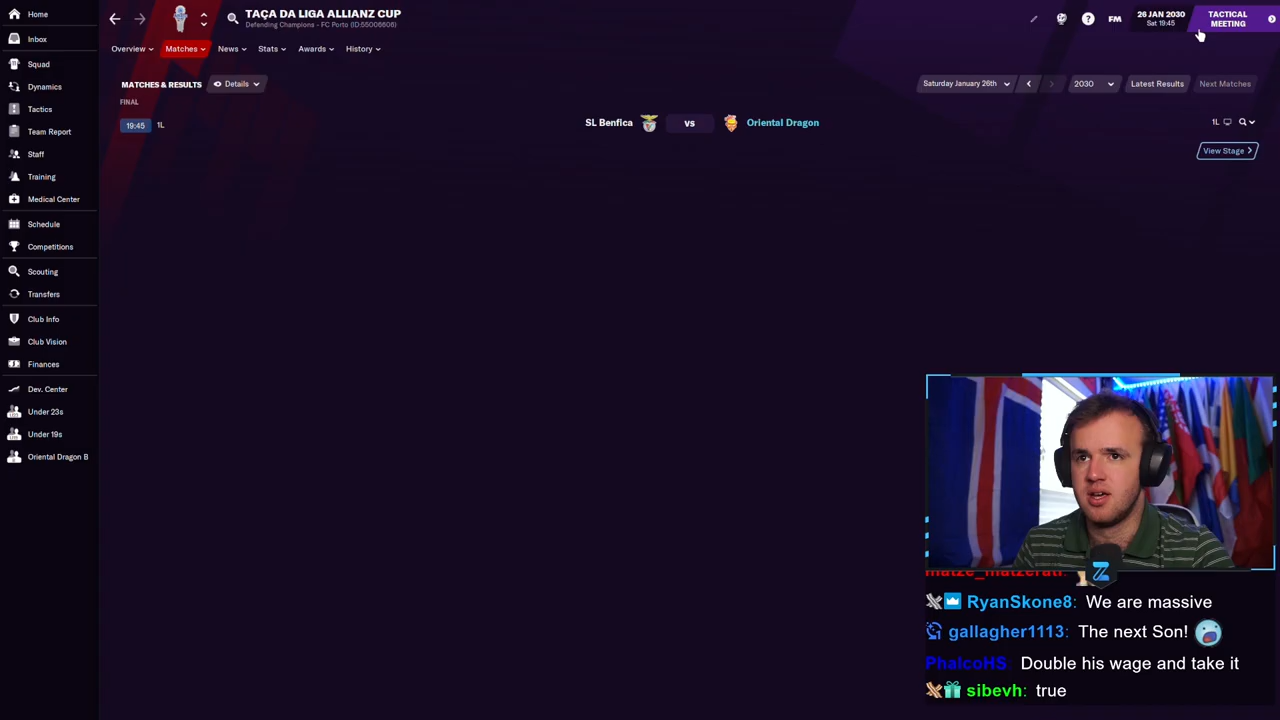 Home
Inbox
Squad
Dynamics
Tactics
Team Report
Staff
Training
Medical Center
Schedule
Competitions
Scouting
Transfers
Club Info
Club Vision
Finances
Dev. Center
Under 23s
Under 19s
Oriental Dragon B
TAÇA DA LIGA ALLIANZ CUP
Defending Champions - FC Porto (ID:55006606)
? FM 26 JAN 2030
Sat 19:45
TACTICAL
MEETING
Overview Matches News Stats Awards History
MATCHES & RESULTS Details
Saturday January 26th 2030 Latest Results Next Matches
FINAL
19:45 1L SL Benfica vs Oriental Dragon 1L
View Stage
RyanSkone8: We are massive
gallagher1113: The next Son!
PhalcoHS: Double his wage and take it
sibevh: true